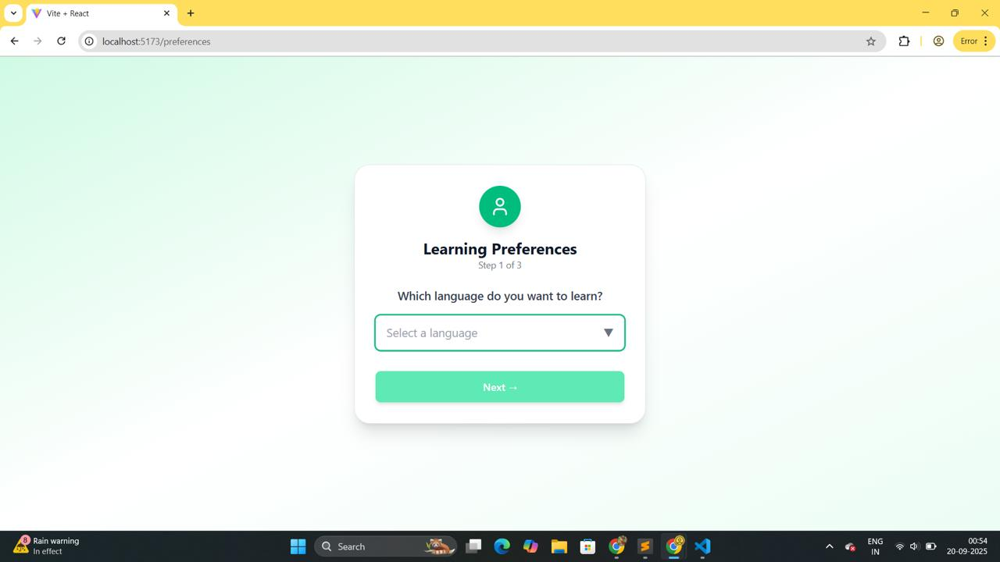 Vite + React
localhost:5173/preferences
Error
Learning Preferences
Step 1 of 3
Which language do you want to learn?
Select a language
Next →
8
Rain warning
In effect
Search
ENG
IN
00:54
20-09-2025